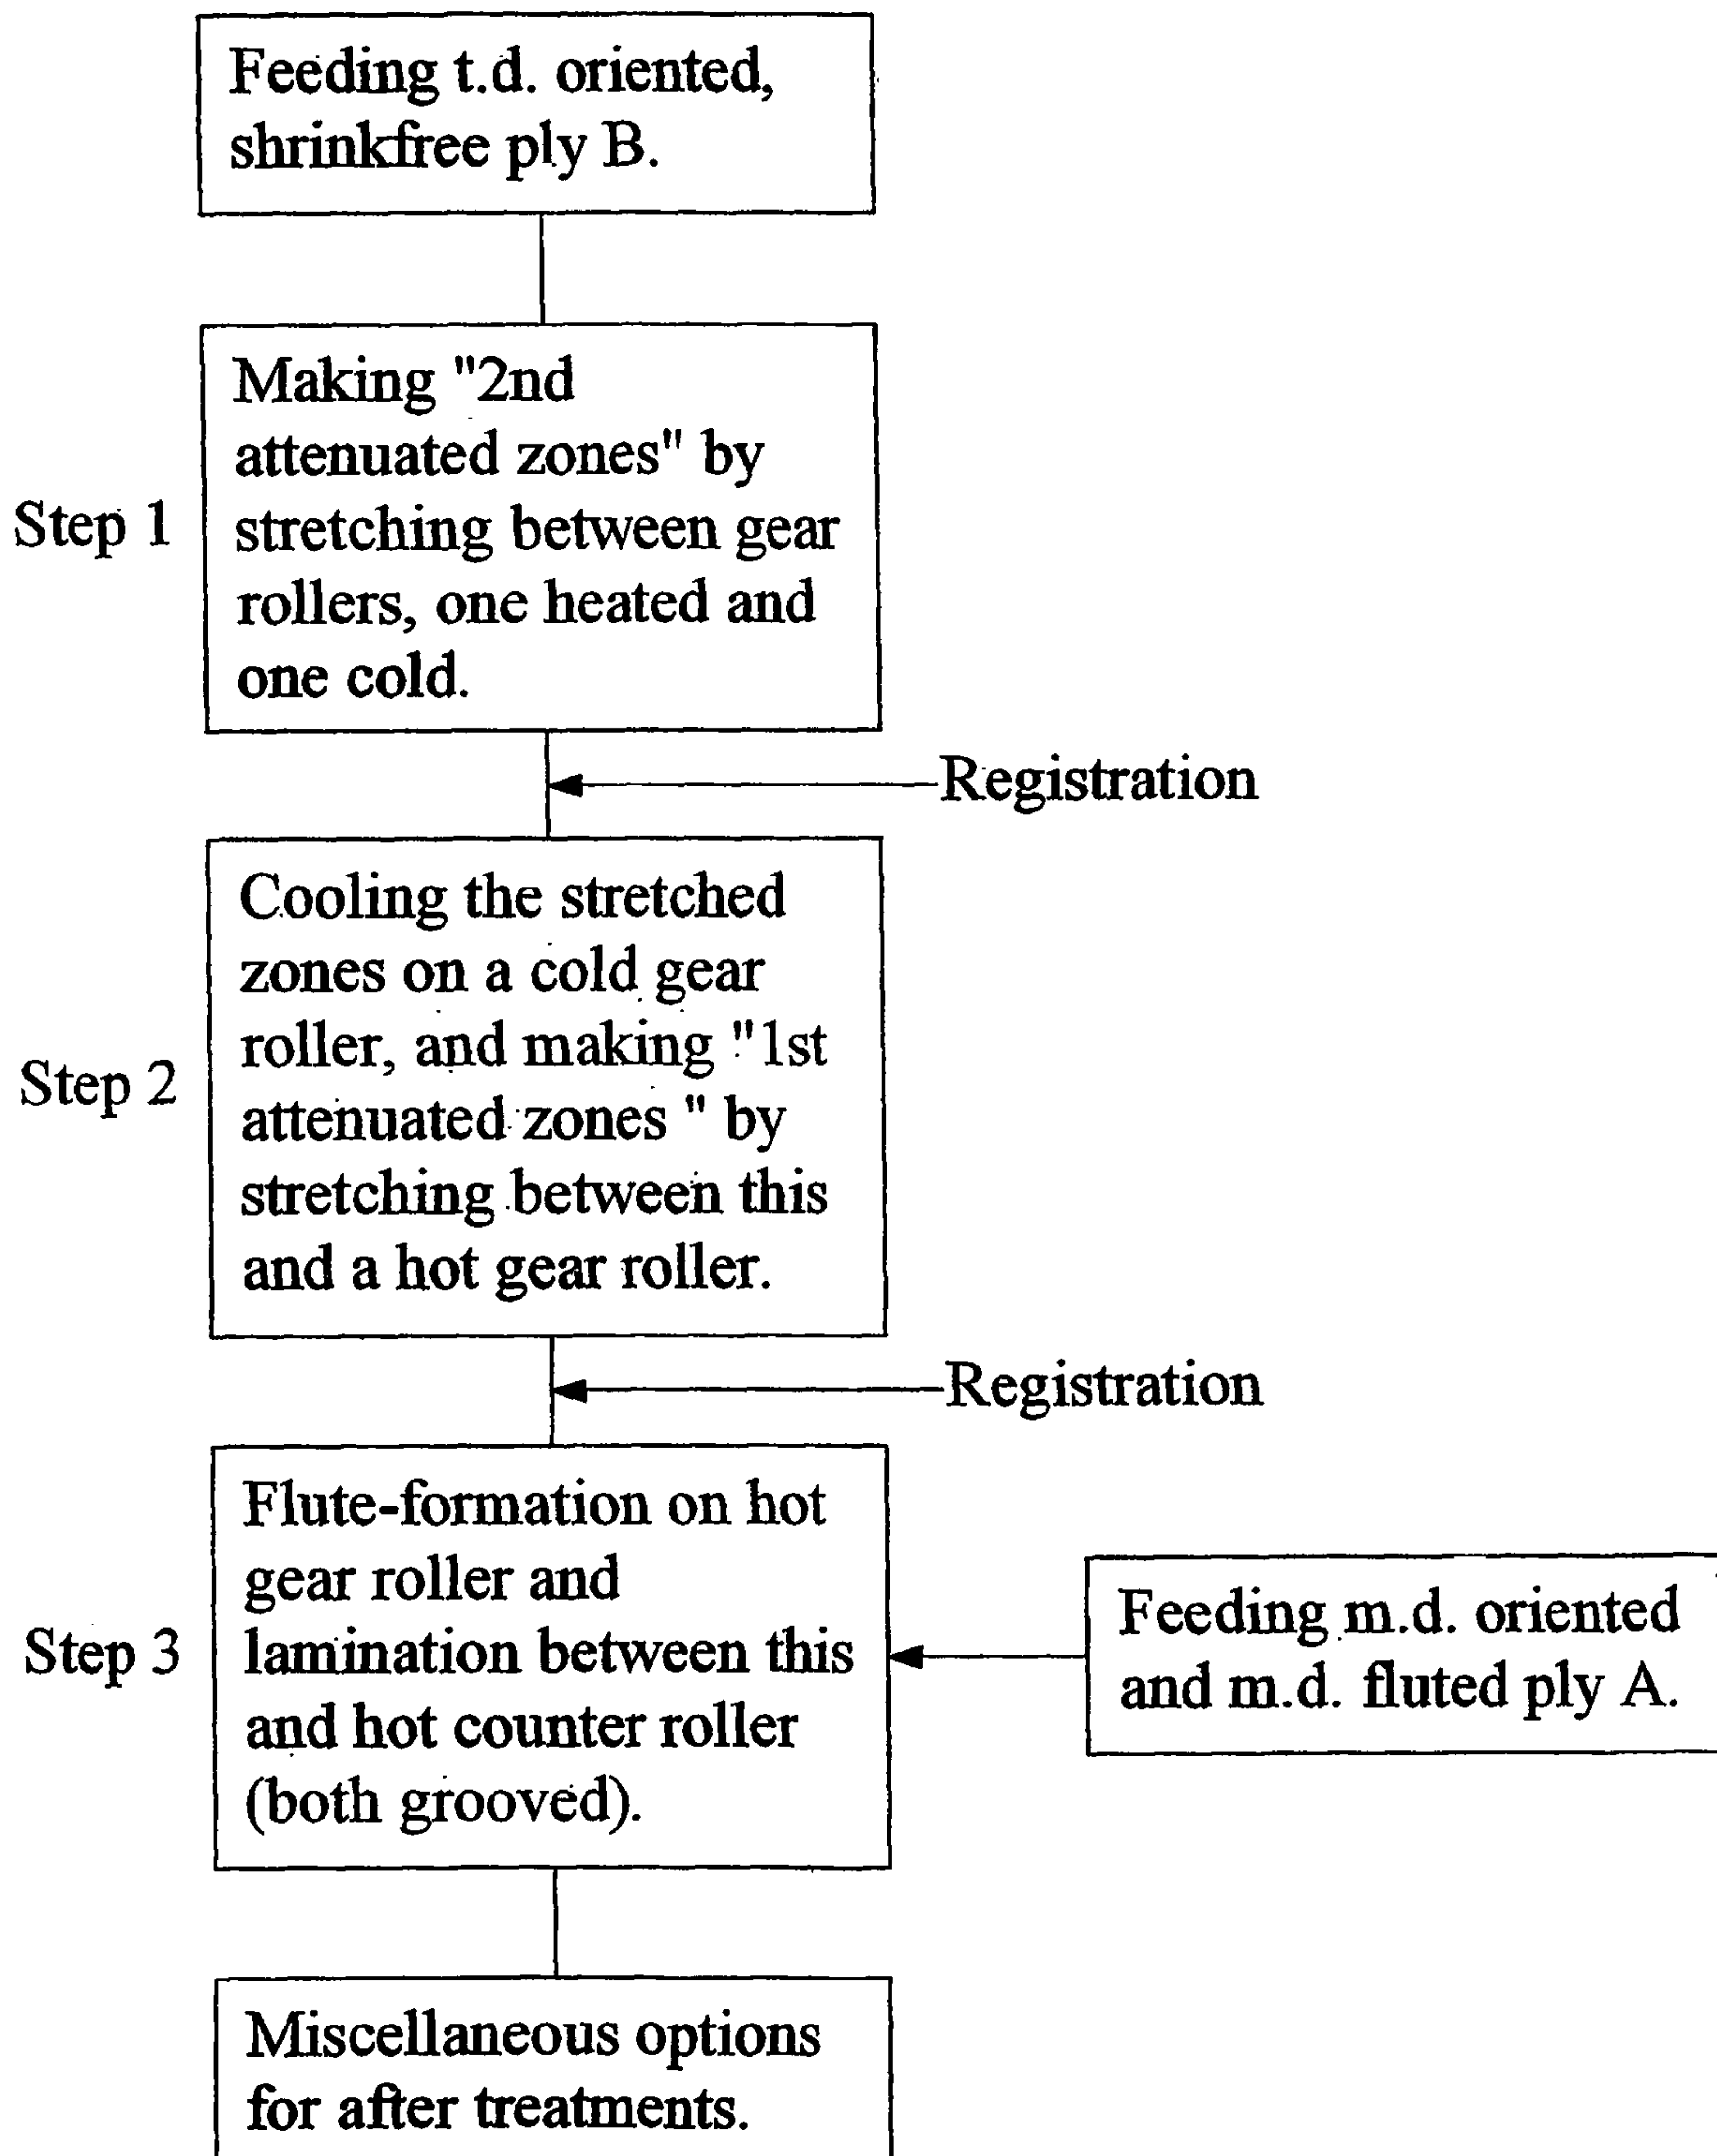 Feeding t.d. oriented,
shrinkfree ply B.
Step 1
Making "2nd
attenuated zones" by
stretching between gear
rollers, one heated and
one cold.
Registration
Step 2
Cooling the stretched
zones on a cold gear
roller, and making "1st
attenuated zones " by
stretching between this
and a hot gear roller.
Registration
Step 3
Flute-formation on hot
gear roller and
lamination between this
and hot counter roller
(both grooved).
Feeding m.d. oriented
and m.d. fluted ply A.
Miscellaneous options
for after treatments.